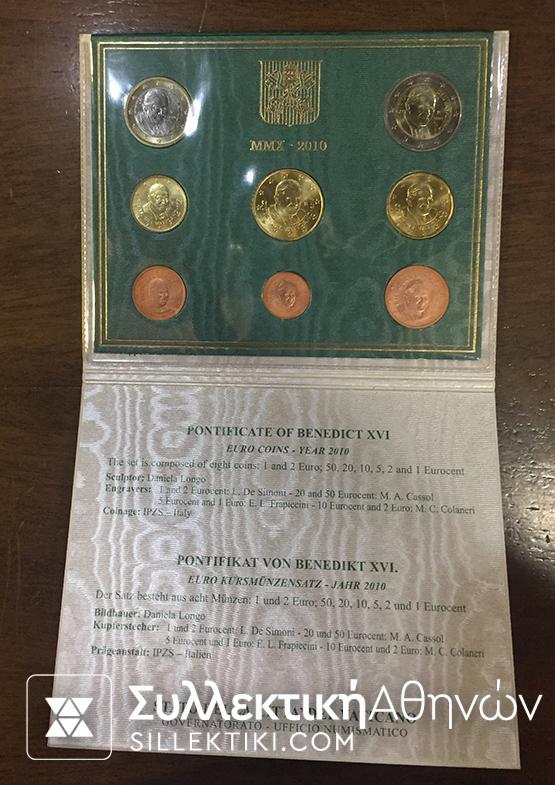 MMX · 2010
PONTIFICATE OF BENEDICT XVI
EURO COINS - YEAR 2010
The set is composed of eight coins: 1 and 2 Euro; 50, 20, 10, 5, 2 and 1 Eurocent
Sculptor: Daniela Longo
Engravers: 1 and 2 Eurocent: L. De Simoni - 20 and 50 Eurocent: M. A. Cassol
5 Eurocent and 1 Euro: E. L. Frapiccini - 10 Eurocent and 2 Euro: M. C. Colaneri
Coinage: IPZS – Italy
PONTIFIKAT VON BENEDIKT XVI.
EURO KURSMÜNZENSATZ - JAHR 2010
Der Satz besteht aus acht Münzen: 1 und 2 Euro; 50, 20, 10, 5, 2 und 1 Eurocent
Bildhauer: Daniela Longo
Kupferstecher: 1 und 2 Eurocent: L. De Simoni - 20 und 50 Eurocent: M. A. Cassol
5 Eurocent und 1 Euro: E. L. Frapiccini - 10 Eurocent und 2 Euro: M. C. Colaneri
Prägeanstalt: IPZS – Italien
GOVERNATORATO - UFFICIO NUMISMATICO
ΣυλλεκτικήΑθηνών
SILLEKTIKI.COM